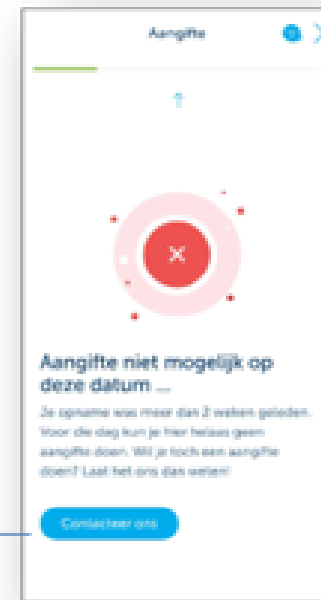 Aangifte
Aangifte niet mogelijk op
deze datum ...
Je opname was meer dan 2 weken geleden.
Voor die dag kun je hier helaas geen
aangifte doen. Wil je toch een aangifte
doen? Laat het ons dan weten!
Contacteer ons